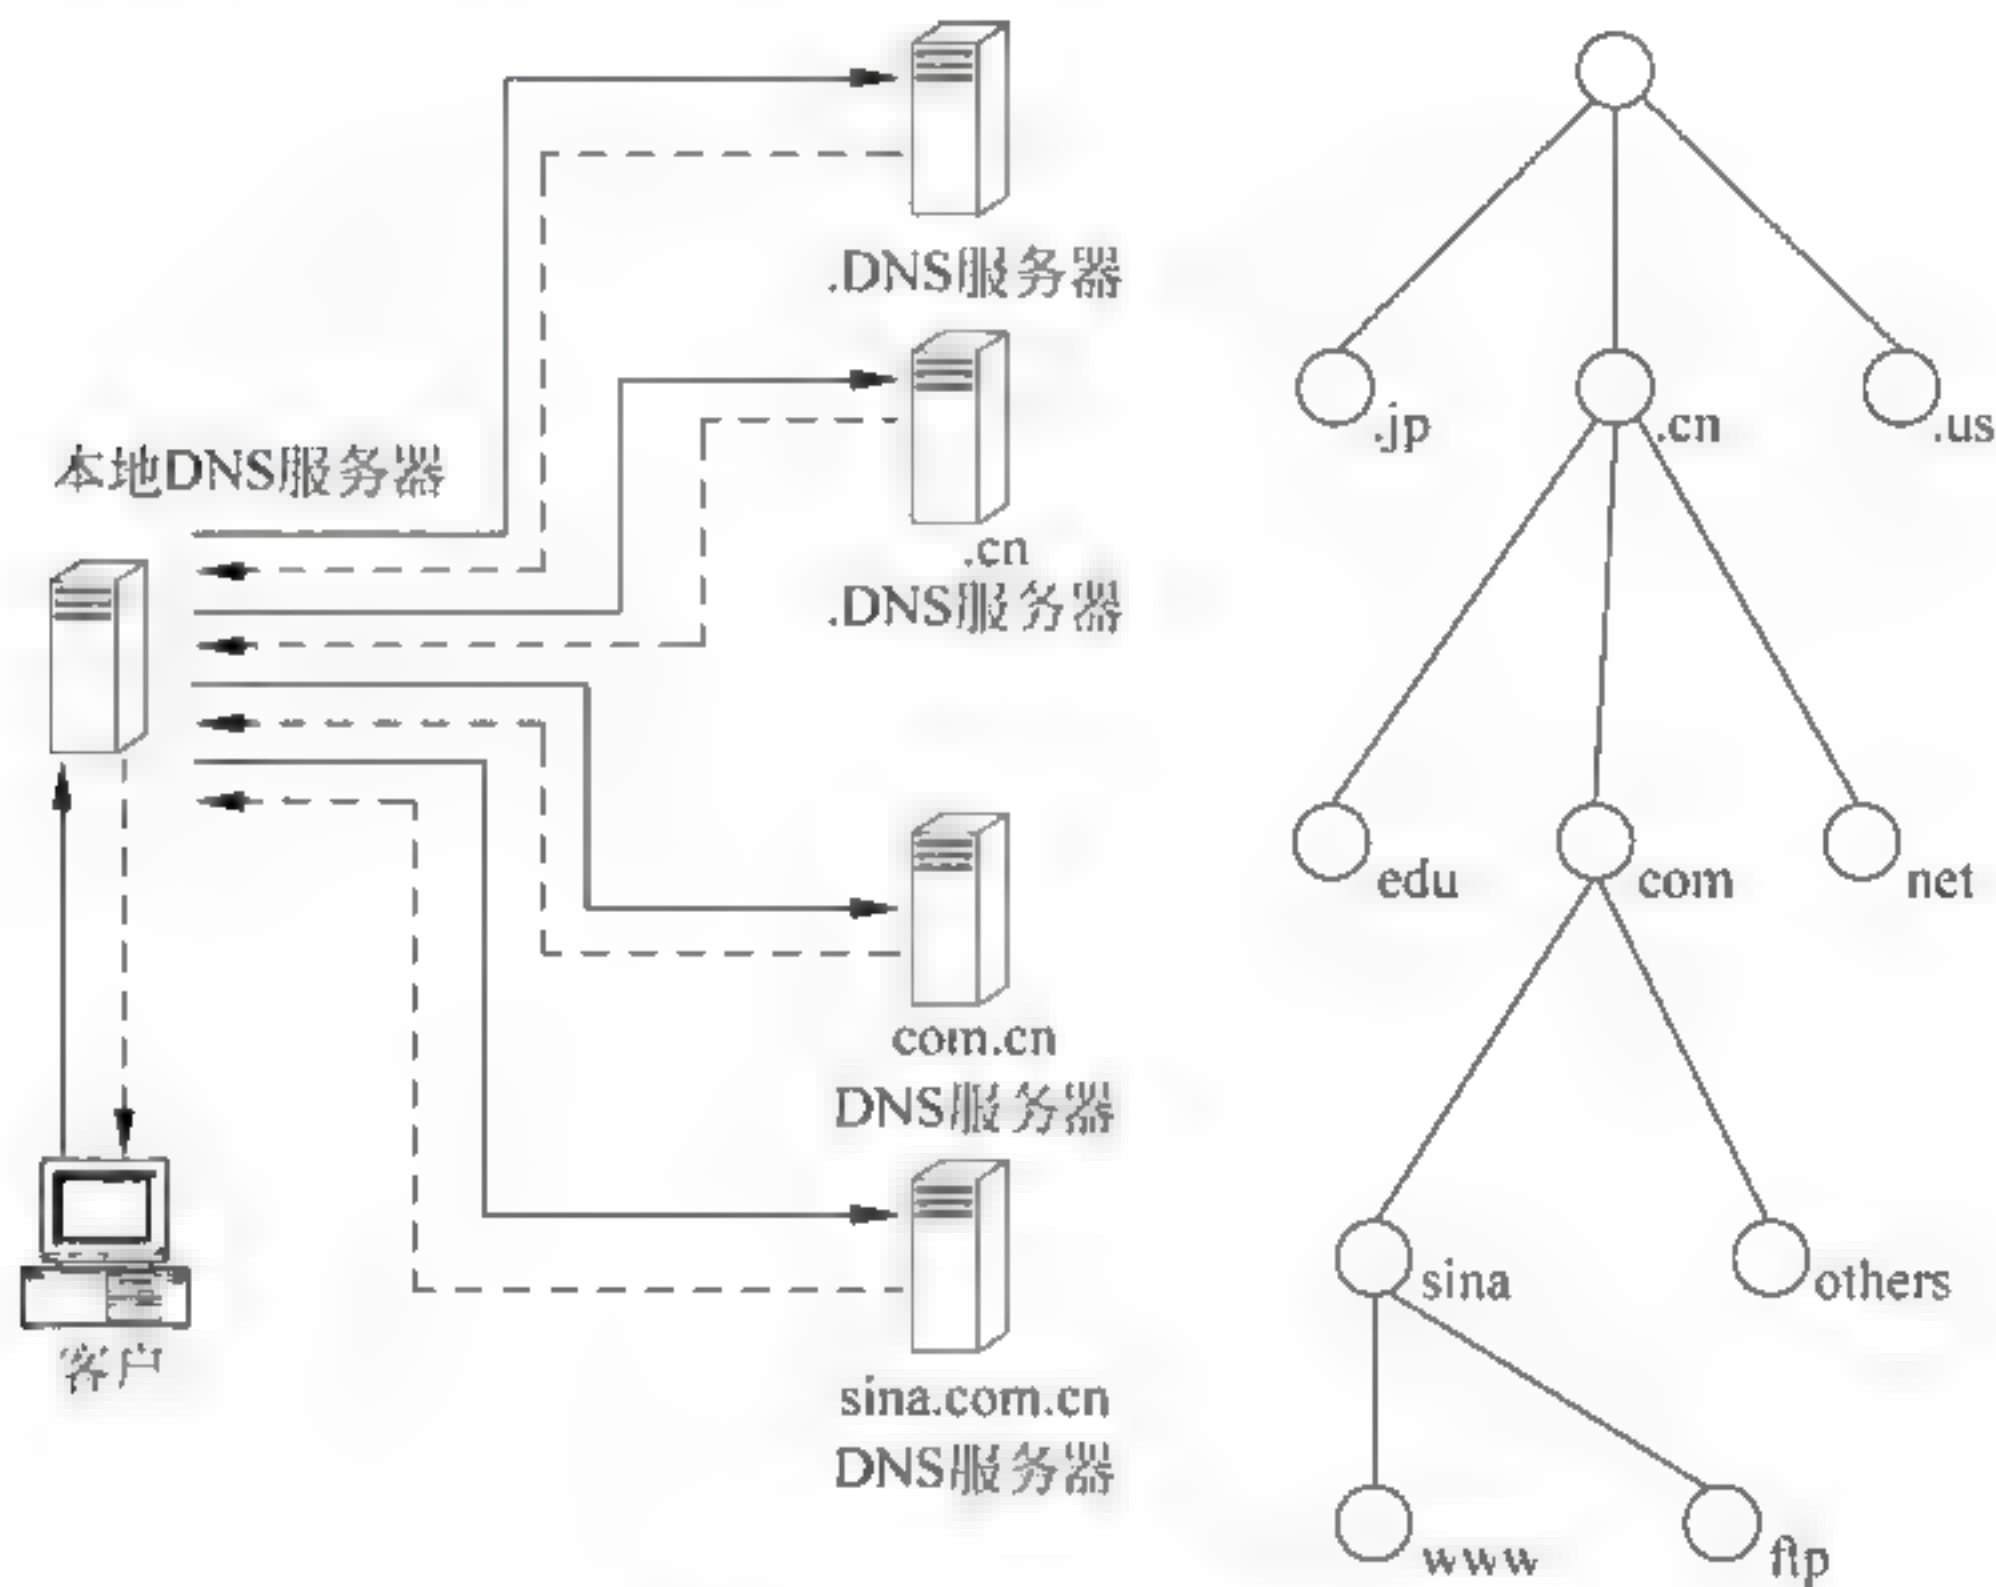 .DNS服务器
本地DNS服务器
.cn
.DNS服务器
com.cn
DNS服务器
客户
sina.com.cn
DNS服务器
.jp
.cn
.us
edu
com
net
sina
others
www
ftp